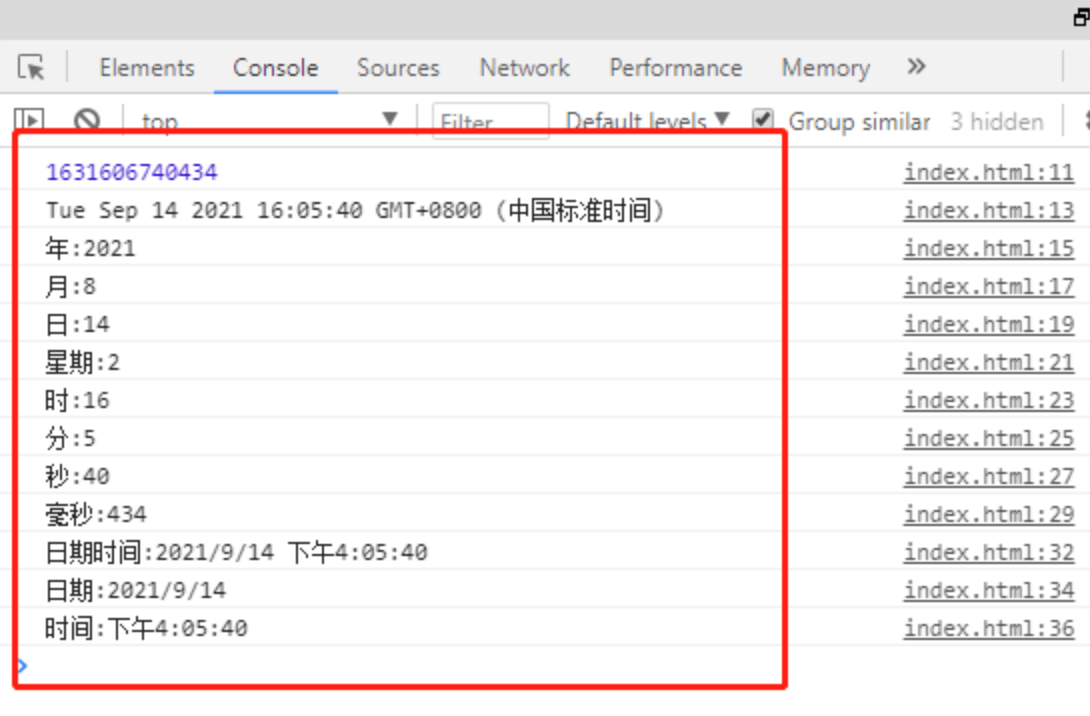 Elements Console Sources Network Performance Memory »
top Filter Default levels Group similar 3 hidden
1631606740434 index.html:11
Tue Sep 14 2021 16:05:40 GMT+0800 (中国标准时间) index.html:13
年:2021 index.html:15
月:8 index.html:17
日:14 index.html:19
星期:2 index.html:21
时:16 index.html:23
分:5 index.html:25
秒:40 index.html:27
毫秒:434 index.html:29
日期时间:2021/9/14 下午4:05:40 index.html:32
日期:2021/9/14 index.html:34
时间:下午4:05:40 index.html:36